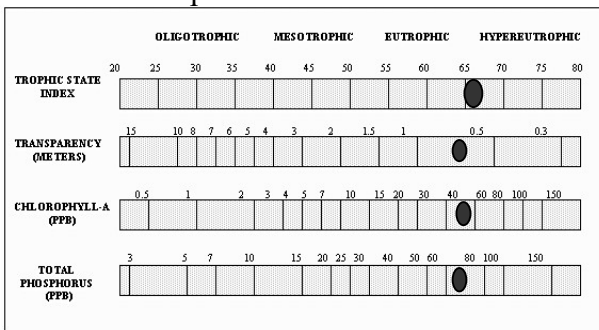 OLIGOTROPHIC MESOTROPHIC EUTROPHIC HYPEREUTROPHIC
20 25 30 35 40 45 50 55 60 65 70 75 80
TROPHIC STATE
INDEX
15 10 8 7 6 5 4 3 2 1.5 1 0.5 0.3
TRANSPARENCY
(METERS)
0.5 1 2 3 4 5 7 10 15 20 30 40 60 80 100 150
CHLOROPHYLL-A
(PPB)
3 5 7 10 15 20 25 30 40 50 60 80 100 150
TOTAL
PHOSPHORUS
(PPB)